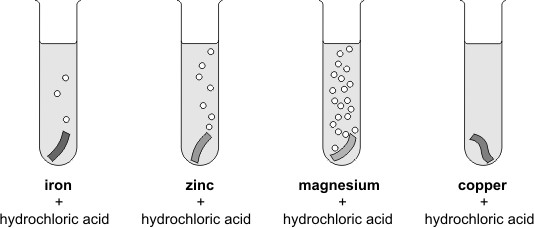 iron
+
hydrochloric acid
zinc
+
hydrochloric acid
magnesium
+
hydrochloric acid
copper
+
hydrochloric acid